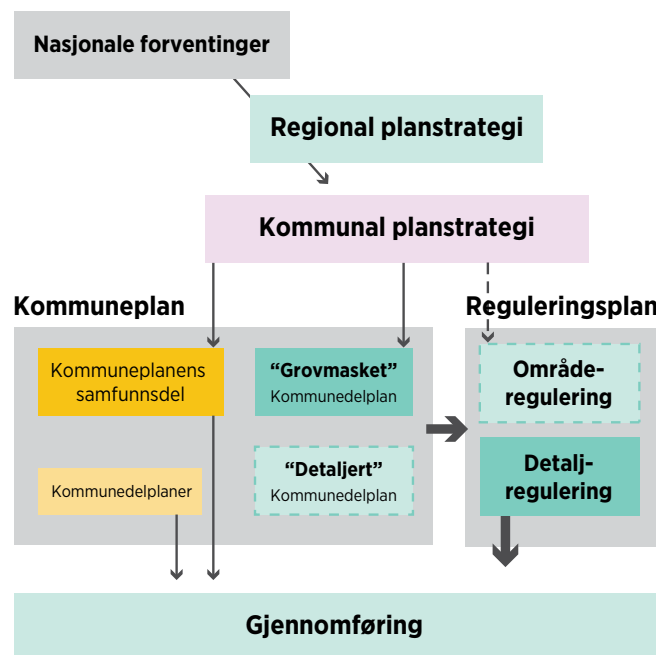 Nasjonale forventinger
Regional planstrategi
Kommunal planstrategi
Kommuneplan
Reguleringsplan
Kommuneplanens
samfunnsdel
“Grovmasket”
Kommunedelplan
Område-
regulering
Kommunedelplaner
“Detaljert”
Kommunedelplan
Detalj-
regulering
Gjennomføring